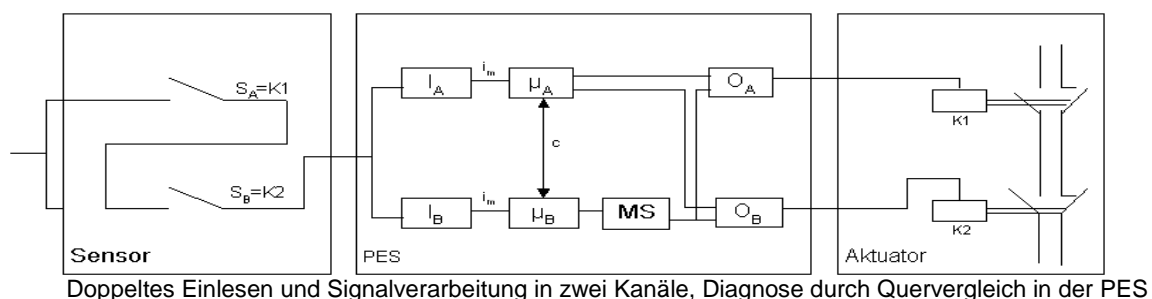 S_A=K1
S_B=K2
Sensor
I_A
i_m
µ_A
c
I_B
i_m
µ_B
MS
O_A
O_B
PES
K1
K2
Aktuator
Doppeltes Einlesen und Signalverarbeitung in zwei Kanäle, Diagnose durch Quervergleich in der PES